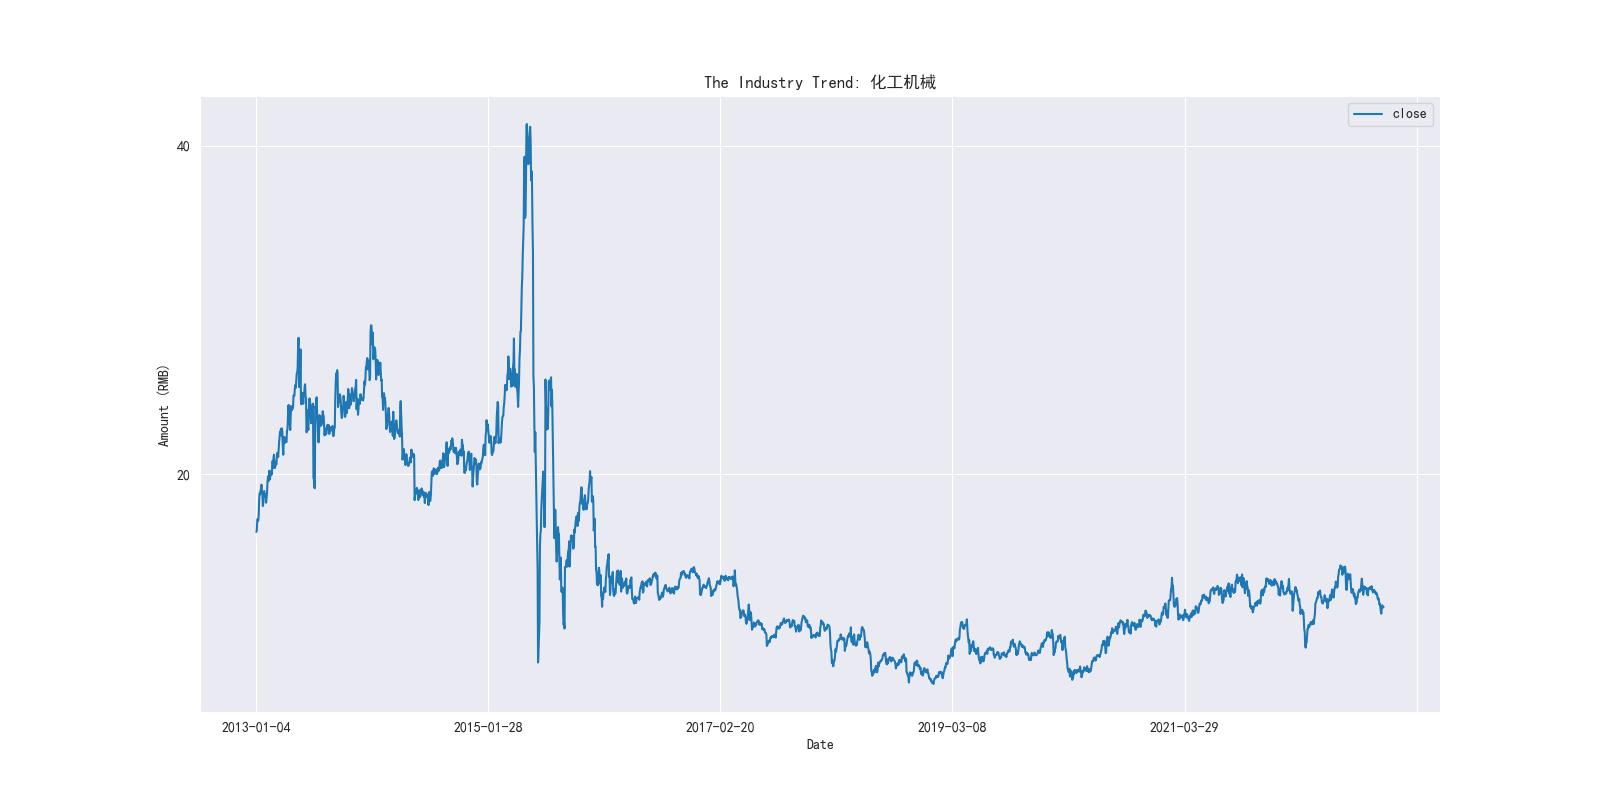 The Industry Trend: 化工机械
close
40
20
Amount (RMB)
2013-01-04
2015-01-28
2017-02-20
2019-03-08
2021-03-29
Date